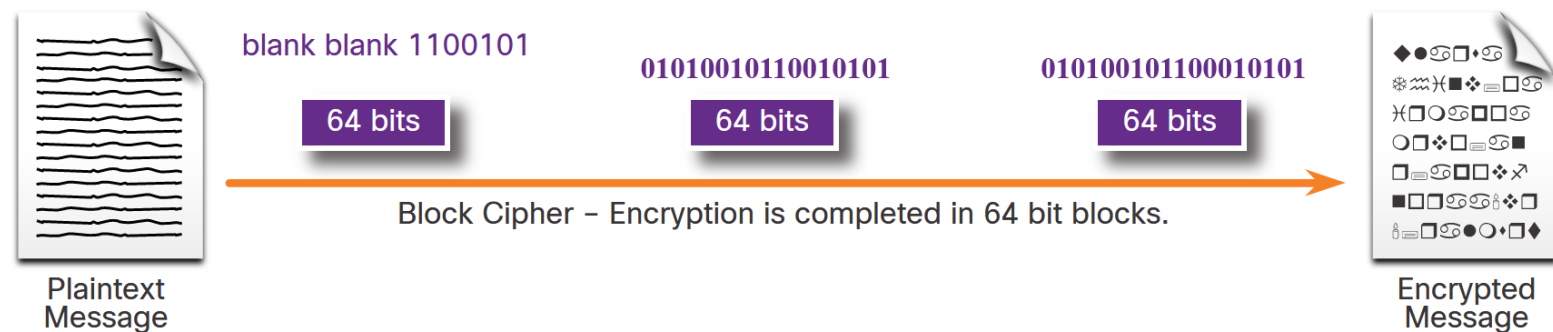 blank blank 1100101
01010010110010101
010100101100010101
64 bits
64 bits
64 bits
Block Cipher – Encryption is completed in 64 bit blocks.
Plaintext
Message
Encrypted
Message